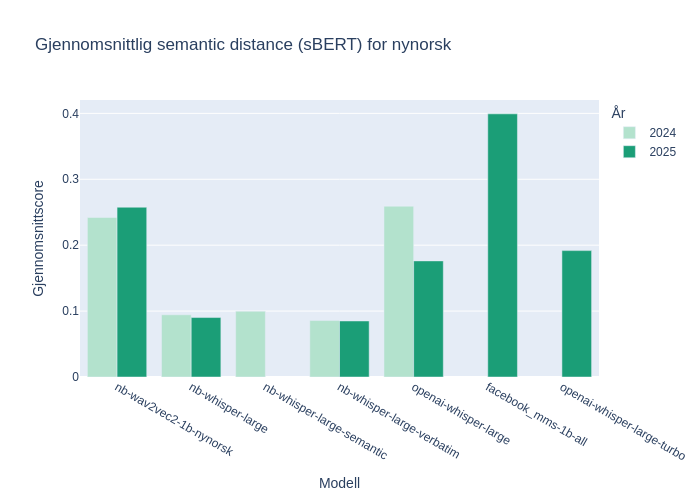 Gjennomsnittlig semantic distance (sBERT) for nynorsk
År
2024
2025
Gjennomsnittscore
0.4
0.3
0.2
0.1
0
nb-wav2vec2-1b-nynorsk
nb-whisper-large
nb-whisper-large-semantic
nb-whisper-large-verbatim
openai-whisper-large
facebook_mms-1b-all
openai-whisper-large-turbo
Modell